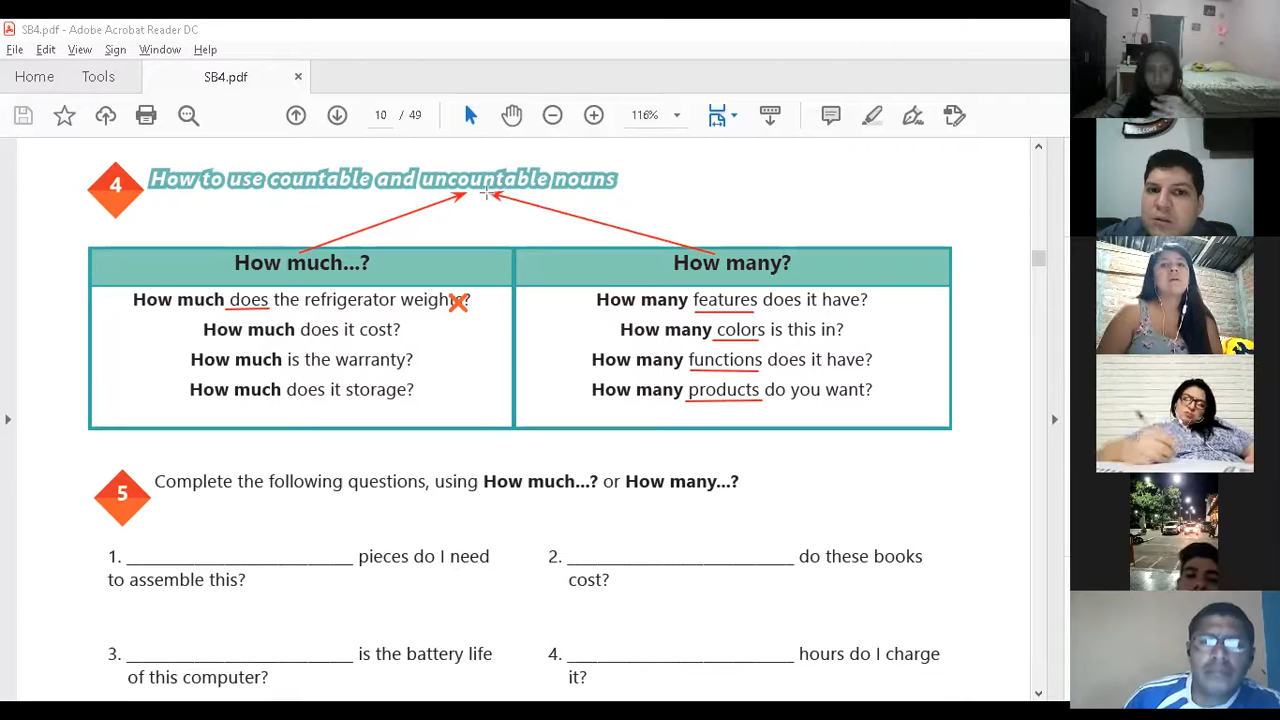 SB4.pdf - Adobe Acrobat Reader DC
File Edit View Sign Window Help
Home Tools SB4.pdf ×
10 / 49 116%
4 How to use countable and uncountable nouns
How much...? How many?
How much does the refrigerator weights? How many features does it have?
How much does it cost? How many colors is this in?
How much is the warranty? How many functions does it have?
How much does it storage? How many products do you want?
5 Complete the following questions, using How much...? or How many...?
1. ________________________ pieces do I need 2. ________________________ do these books
to assemble this? cost?
3. ________________________ is the battery life 4. ________________________ hours do I charge
of this computer? it?